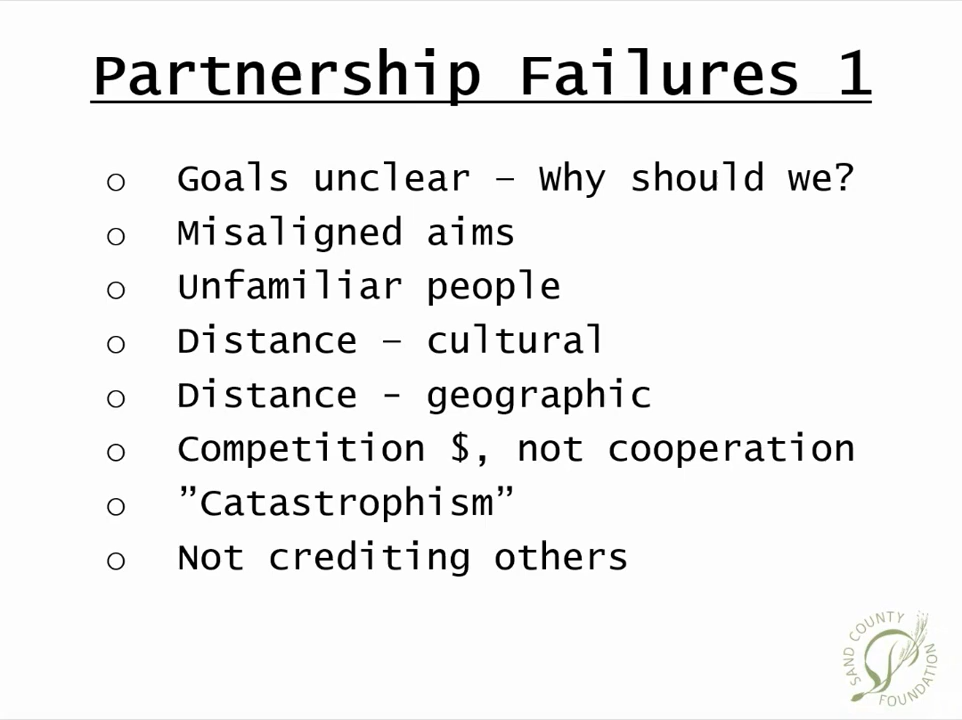 Partnership Failures 1
o Goals unclear – Why should we?
o Misaligned aims
o Unfamiliar people
o Distance – cultural
o Distance - geographic
o Competition $, not cooperation
o ”Catastrophism”
o Not crediting others
SAND COUNTY
FOUNDATION